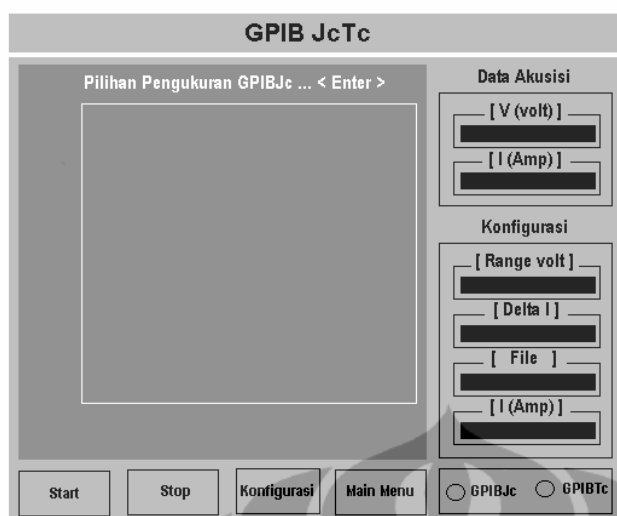 GPIB JcTc
Pilihan Pengukuran GPIBJc ... < Enter >
Data Akusisi
[ V (volt) ]
[ I (Amp) ]
Konfigurasi
[ Range volt ]
[ Delta I ]
[ File ]
[ I (Amp) ]
Start
Stop
Konfigurasi
Main Menu
GPIBJc
GPIBTc